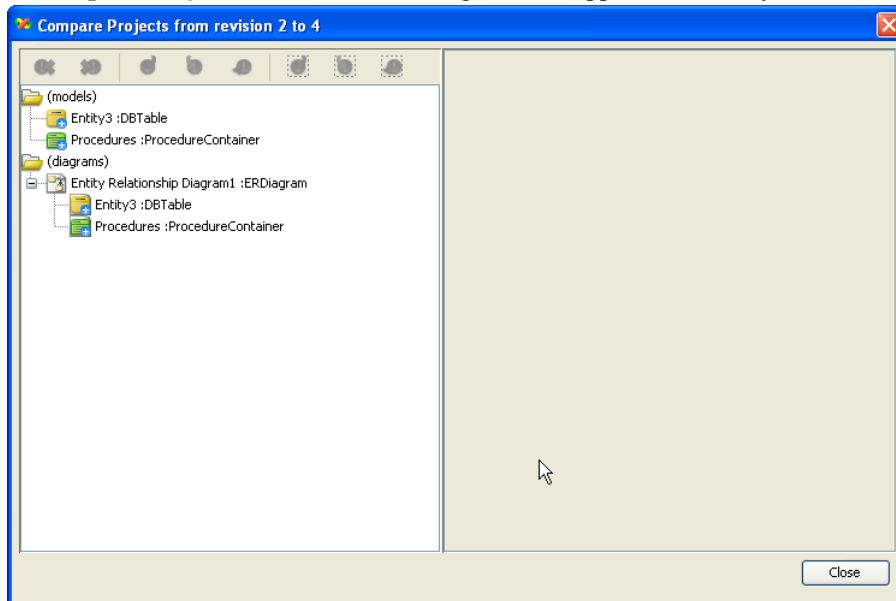 Compare Projects from revision 2 to 4
(models)
Entity3 :DBTable
Procedures :ProcedureContainer
(diagrams)
Entity Relationship Diagram1 :ERDiagram
Entity3 :DBTable
Procedures :ProcedureContainer
Close